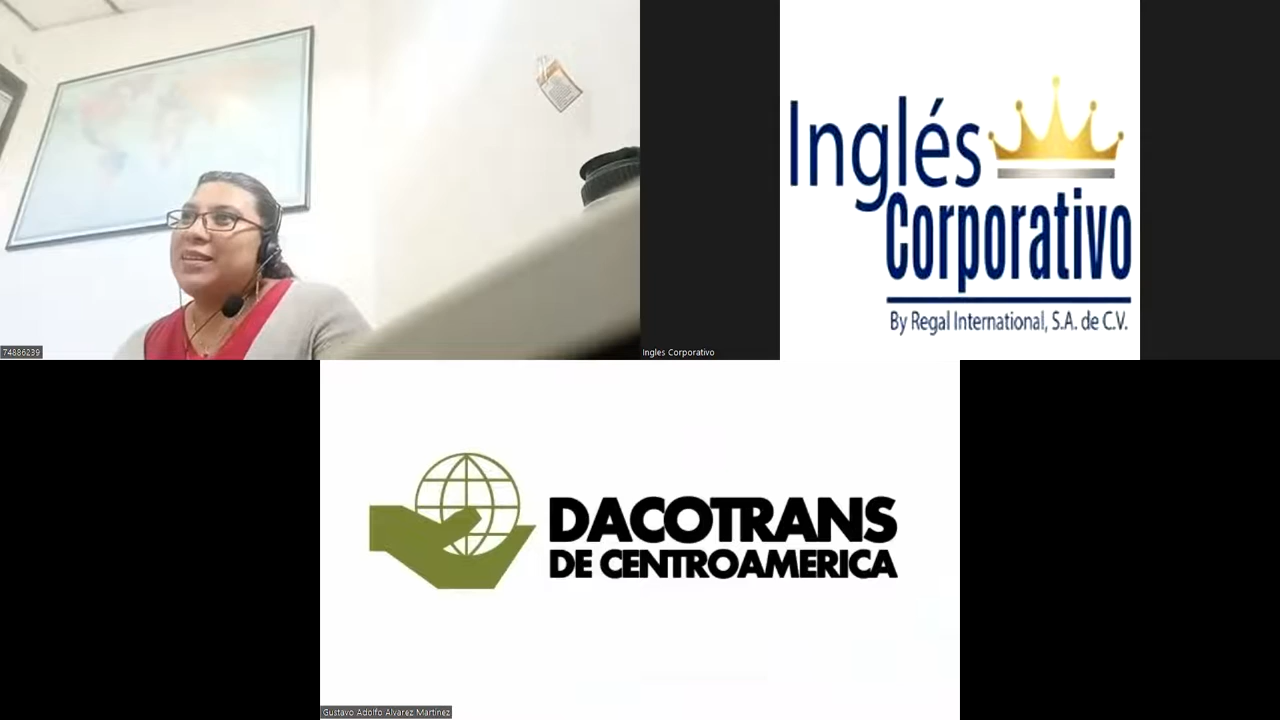 74886239
Inglés
Corporativo
By Regal International, S.A. de C.V.
Ingles Corporativo
DACOTRANS
DE CENTROAMERICA
Gustavo Adolfo Alvarez Martinez